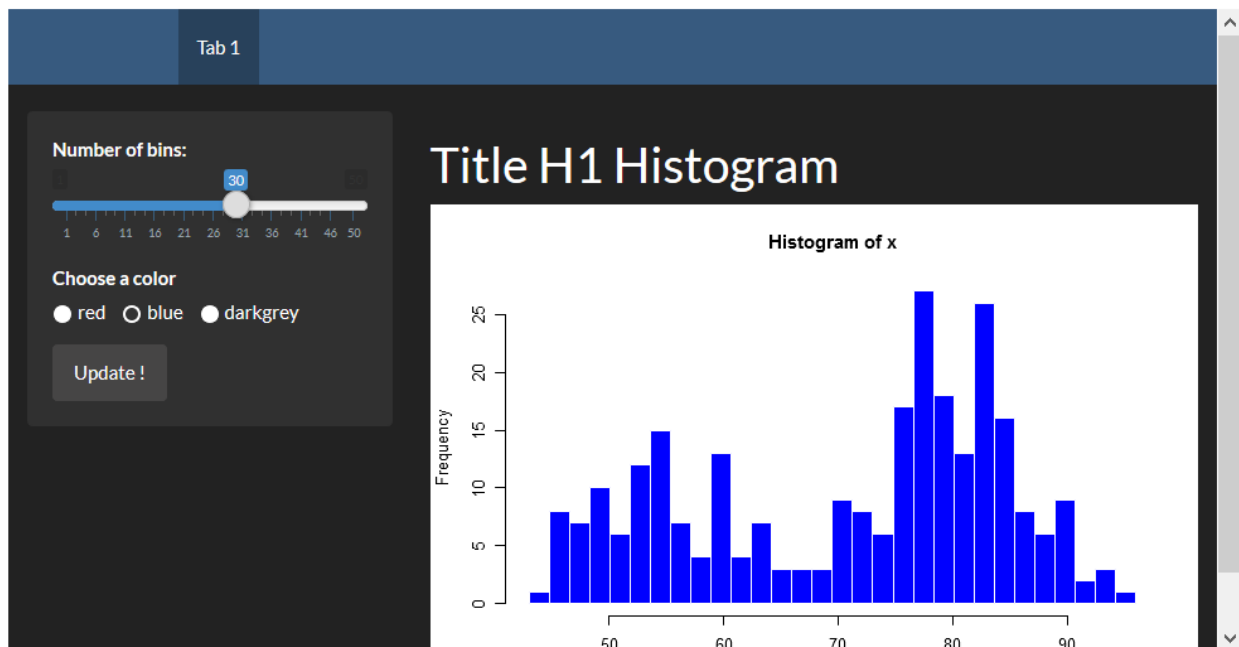 Tab 1
Number of bins:
1 30 50
1 6 11 16 21 26 31 36 41 46 50
Choose a color
red blue darkgrey
Update !
Title H1 Histogram
Histogram of x
Frequency
25
20
15
10
5
0
50 60 70 80 90